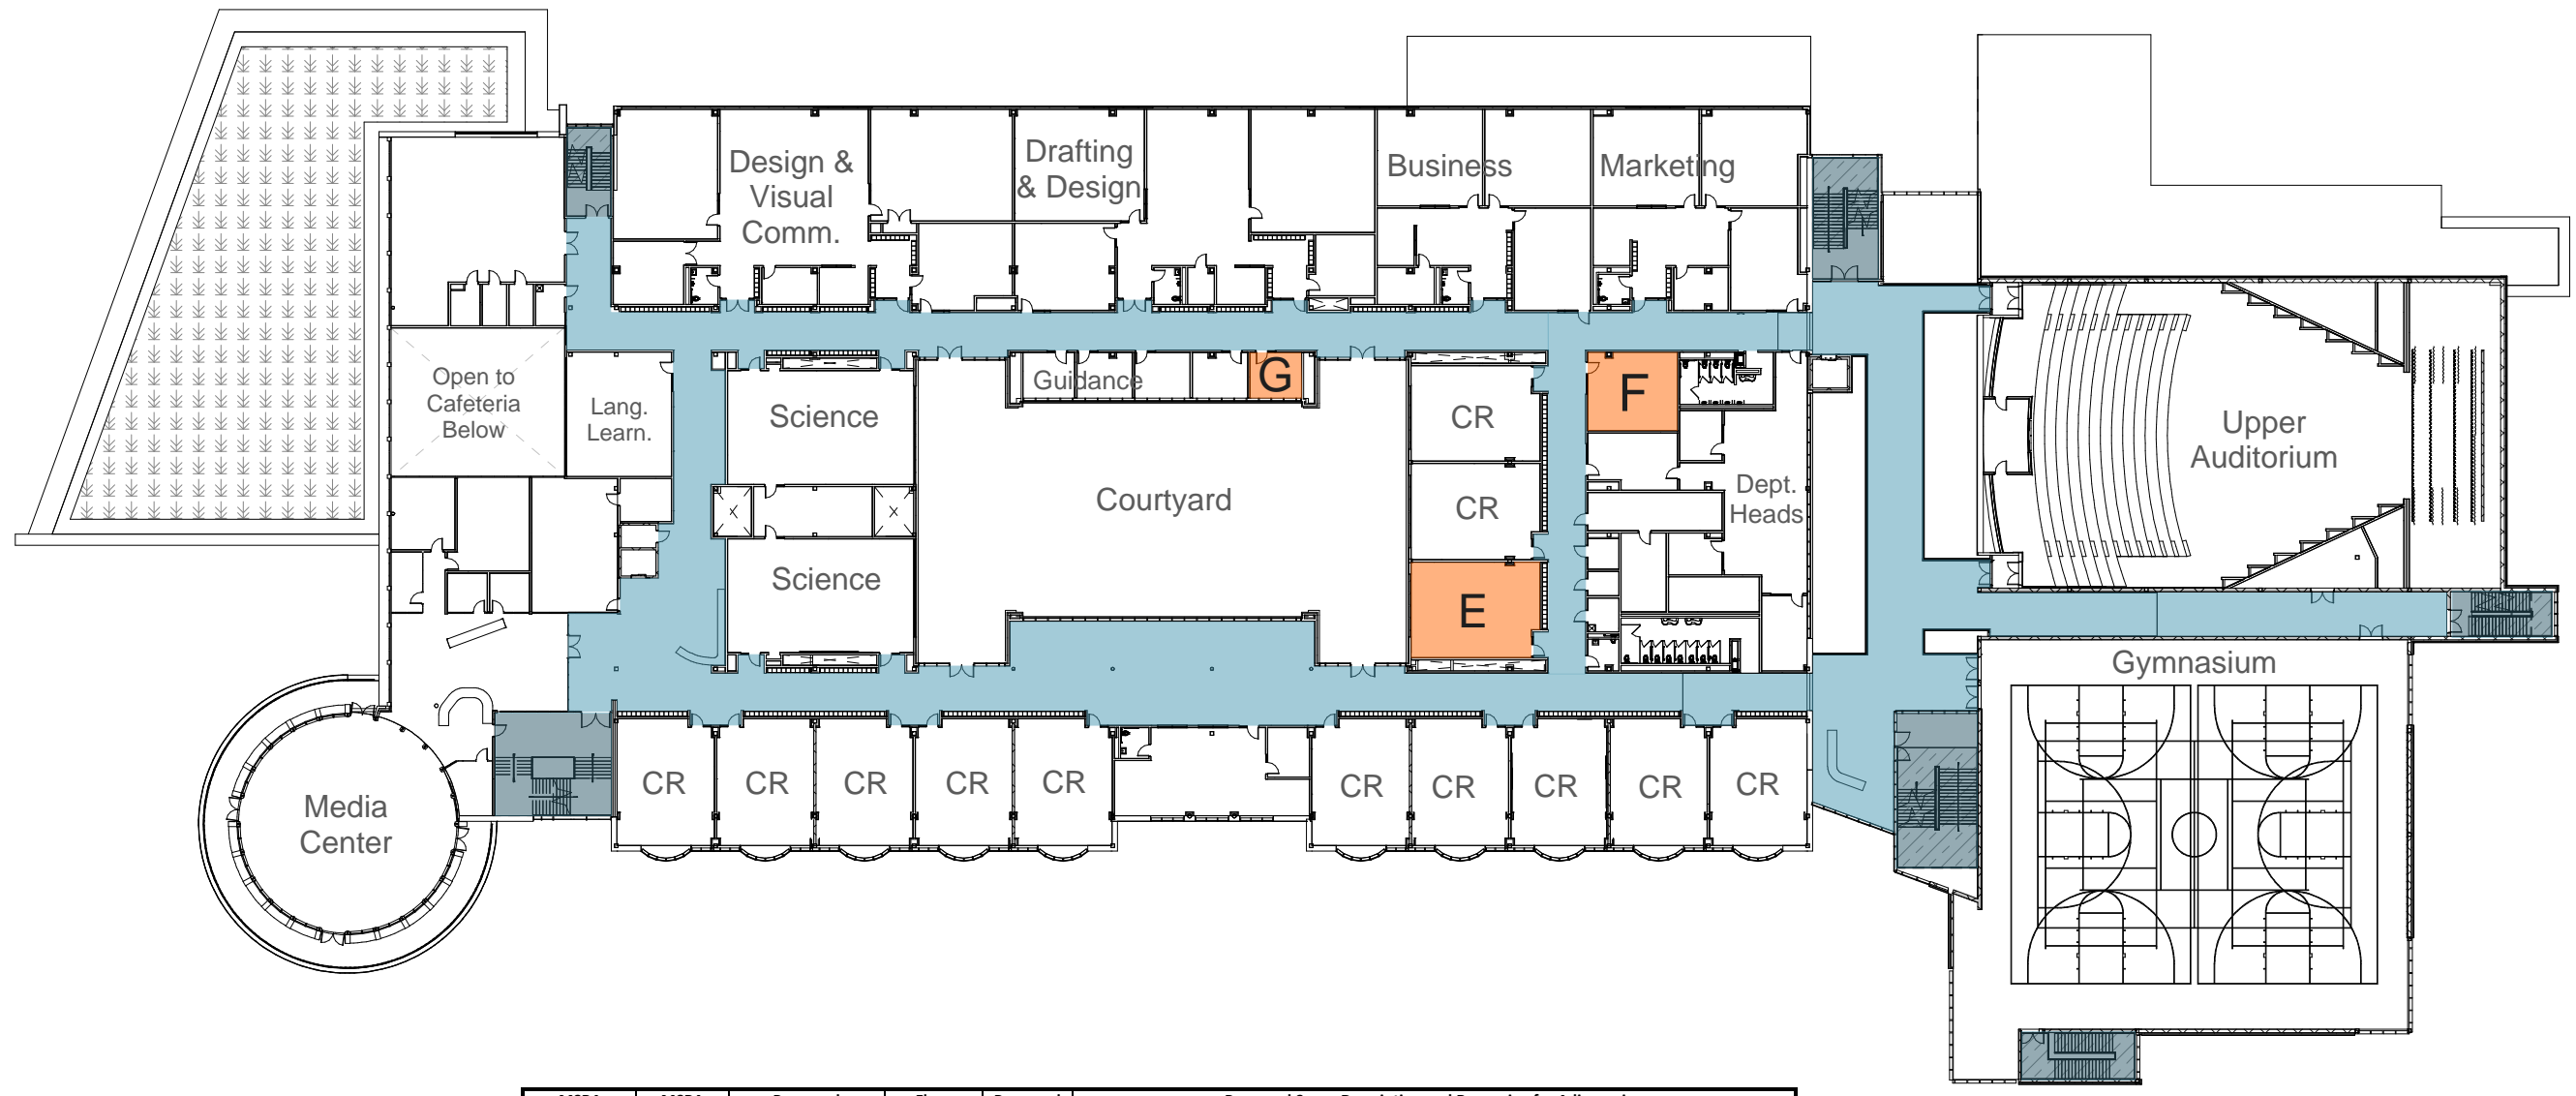 Design &
Visual
Comm.
Drafting
& Design
Business
Marketing
Open to
Cafeteria
Below
Lang.
Learn.
Science
Guidance
G
CR
F
Upper
Auditorium
Courtyard
CR
Dept.
Heads
Science
E
Gymnasium
Media
Center
CR
CR
CR
CR
CR
CR
CR
CR
CR
CR